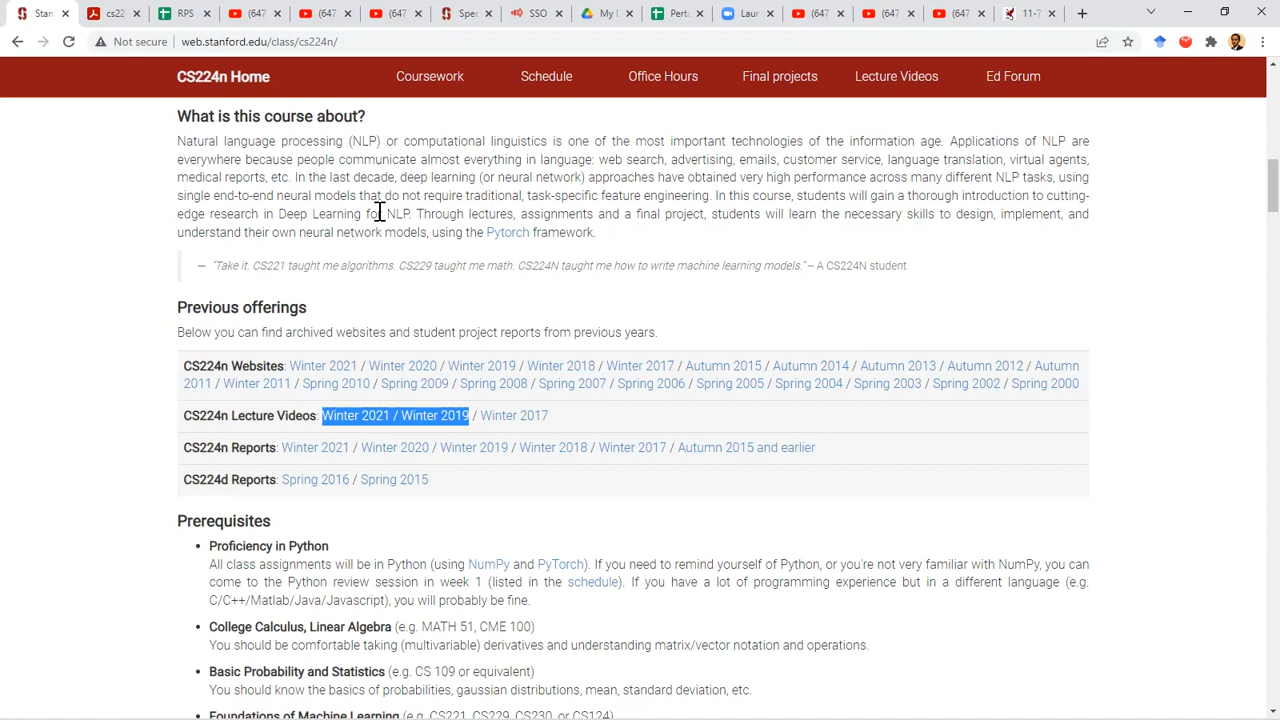 Stan
cs22
RPS
(647
(647
(647
Spe
SSO
My D
Perta
Laun
(647
(647
(647
11-7
Not secure
web.stanford.edu/class/cs224n/
CS224n Home
Coursework
Schedule
Office Hours
Final projects
Lecture Videos
Ed Forum
What is this course about?
Natural language processing (NLP) or computational linguistics is one of the most important technologies of the information age. Applications of NLP are
everywhere because people communicate almost everything in language: web search, advertising, emails, customer service, language translation, virtual agents,
medical reports, etc. In the last decade, deep learning (or neural network) approaches have obtained very high performance across many different NLP tasks, using
single end-to-end neural models that do not require traditional, task-specific feature engineering. In this course, students will gain a thorough introduction to cutting-
edge research in Deep Learning for NLP. Through lectures, assignments and a final project, students will learn the necessary skills to design, implement, and
understand their own neural network models, using the Pytorch framework.
— "Take it. CS221 taught me algorithms. CS229 taught me math. CS224N taught me how to write machine learning models." – A CS224N student
Previous offerings
Below you can find archived websites and student project reports from previous years.
CS224n Websites: Winter 2021 / Winter 2020 / Winter 2019 / Winter 2018 / Winter 2017 / Autumn 2015 / Autumn 2014 / Autumn 2013 / Autumn 2012 / Autumn
2011 / Winter 2011 / Spring 2010 / Spring 2009 / Spring 2008 / Spring 2007 / Spring 2006 / Spring 2005 / Spring 2004 / Spring 2003 / Spring 2002 / Spring 2000
CS224n Lecture Videos: Winter 2021 / Winter 2019 / Winter 2017
CS224n Reports: Winter 2021 / Winter 2020 / Winter 2019 / Winter 2018 / Winter 2017 / Autumn 2015 and earlier
CS224d Reports: Spring 2016 / Spring 2015
Prerequisites
• Proficiency in Python
All class assignments will be in Python (using NumPy and PyTorch). If you need to remind yourself of Python, or you're not very familiar with NumPy, you can
come to the Python review session in week 1 (listed in the schedule). If you have a lot of programming experience but in a different language (e.g.
C/C++/Matlab/Java/Javascript), you will probably be fine.
• College Calculus, Linear Algebra (e.g. MATH 51, CME 100)
You should be comfortable taking (multivariable) derivatives and understanding matrix/vector notation and operations.
• Basic Probability and Statistics (e.g. CS 109 or equivalent)
You should know the basics of probabilities, gaussian distributions, mean, standard deviation, etc.
• Foundations of Machine Learning (e.g. CS221, CS229, CS230, or CS124)